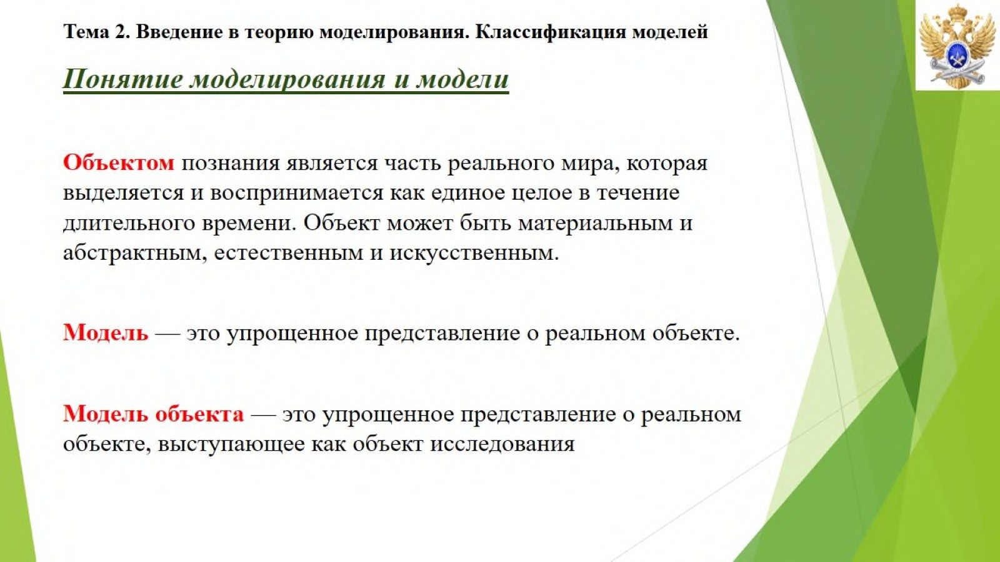 Тема 2. Введение в теорию моделирования. Классификация моделей
Понятие моделирования и модели
Объектом познания является часть реального мира, которая
выделяется и воспринимается как единое целое в течение
длительного времени. Объект может быть материальным и
абстрактным, естественным и искусственным.
Модель — это упрощенное представление о реальном объекте.
Модель объекта — это упрощенное представление о реальном
объекте, выступающее как объект исследования